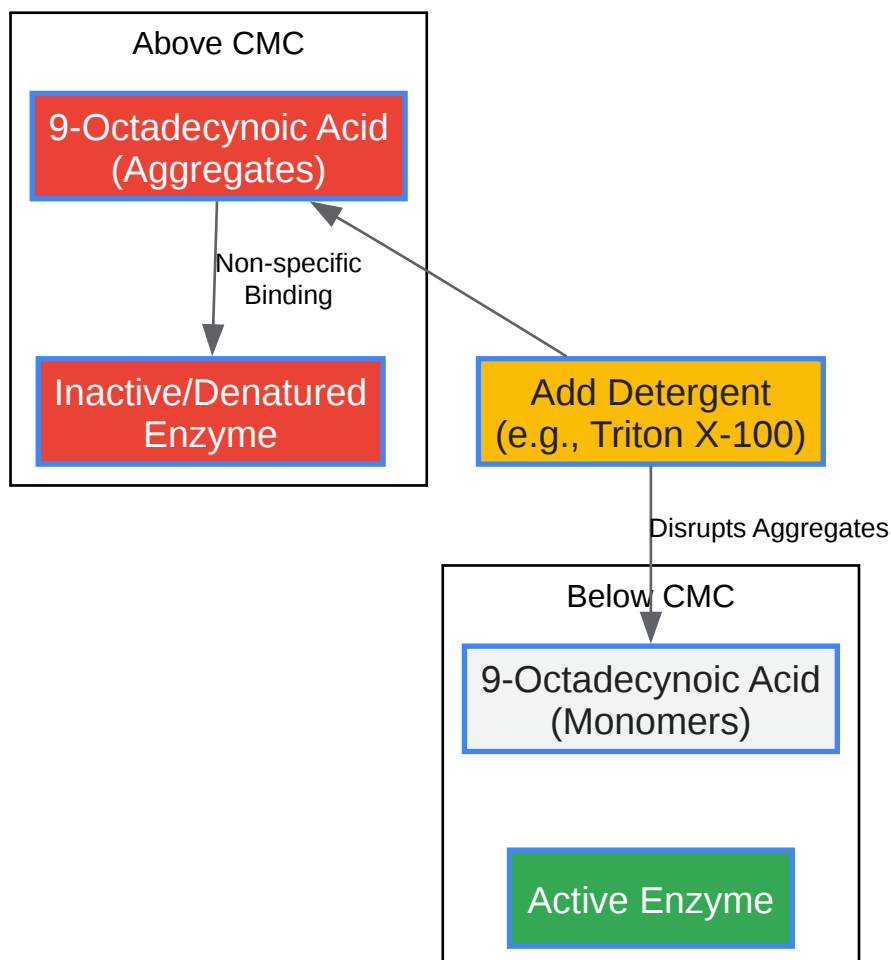 Above CMC
9-Octadecynoic Acid
(Aggregates)
Non-specific
Binding
Inactive/Denatured
Enzyme
Add Detergent
(e.g., Triton X-100)
Disrupts Aggregates
Below CMC
9-Octadecynoic Acid
(Monomers)
Active Enzyme